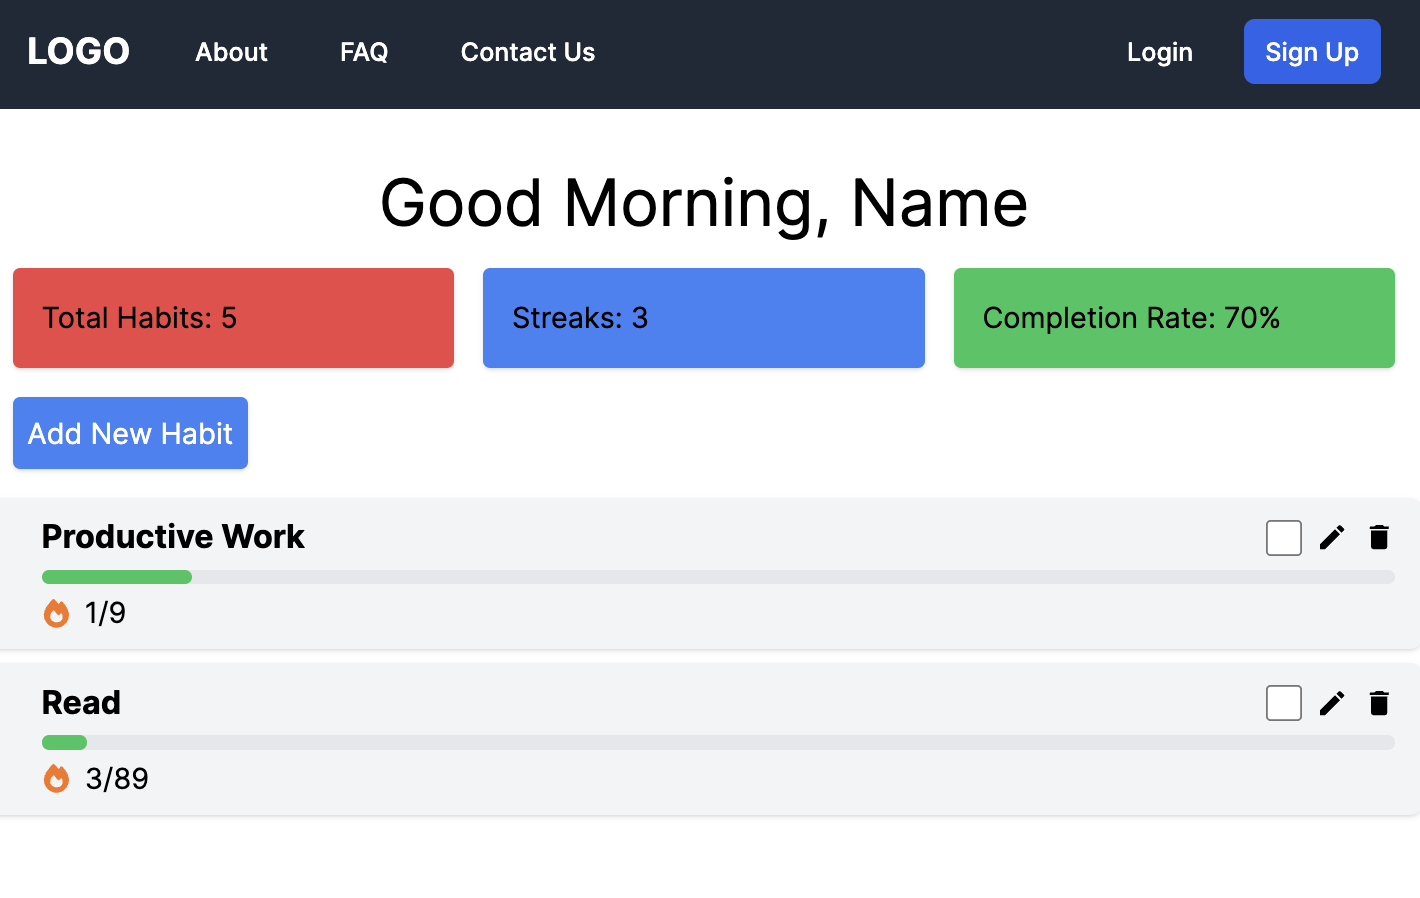 LOGO About FAQ Contact Us Login Sign Up
Good Morning, Name
Total Habits: 5 Streaks: 3 Completion Rate: 70%
Add New Habit
Productive Work
1/9
Read
3/89